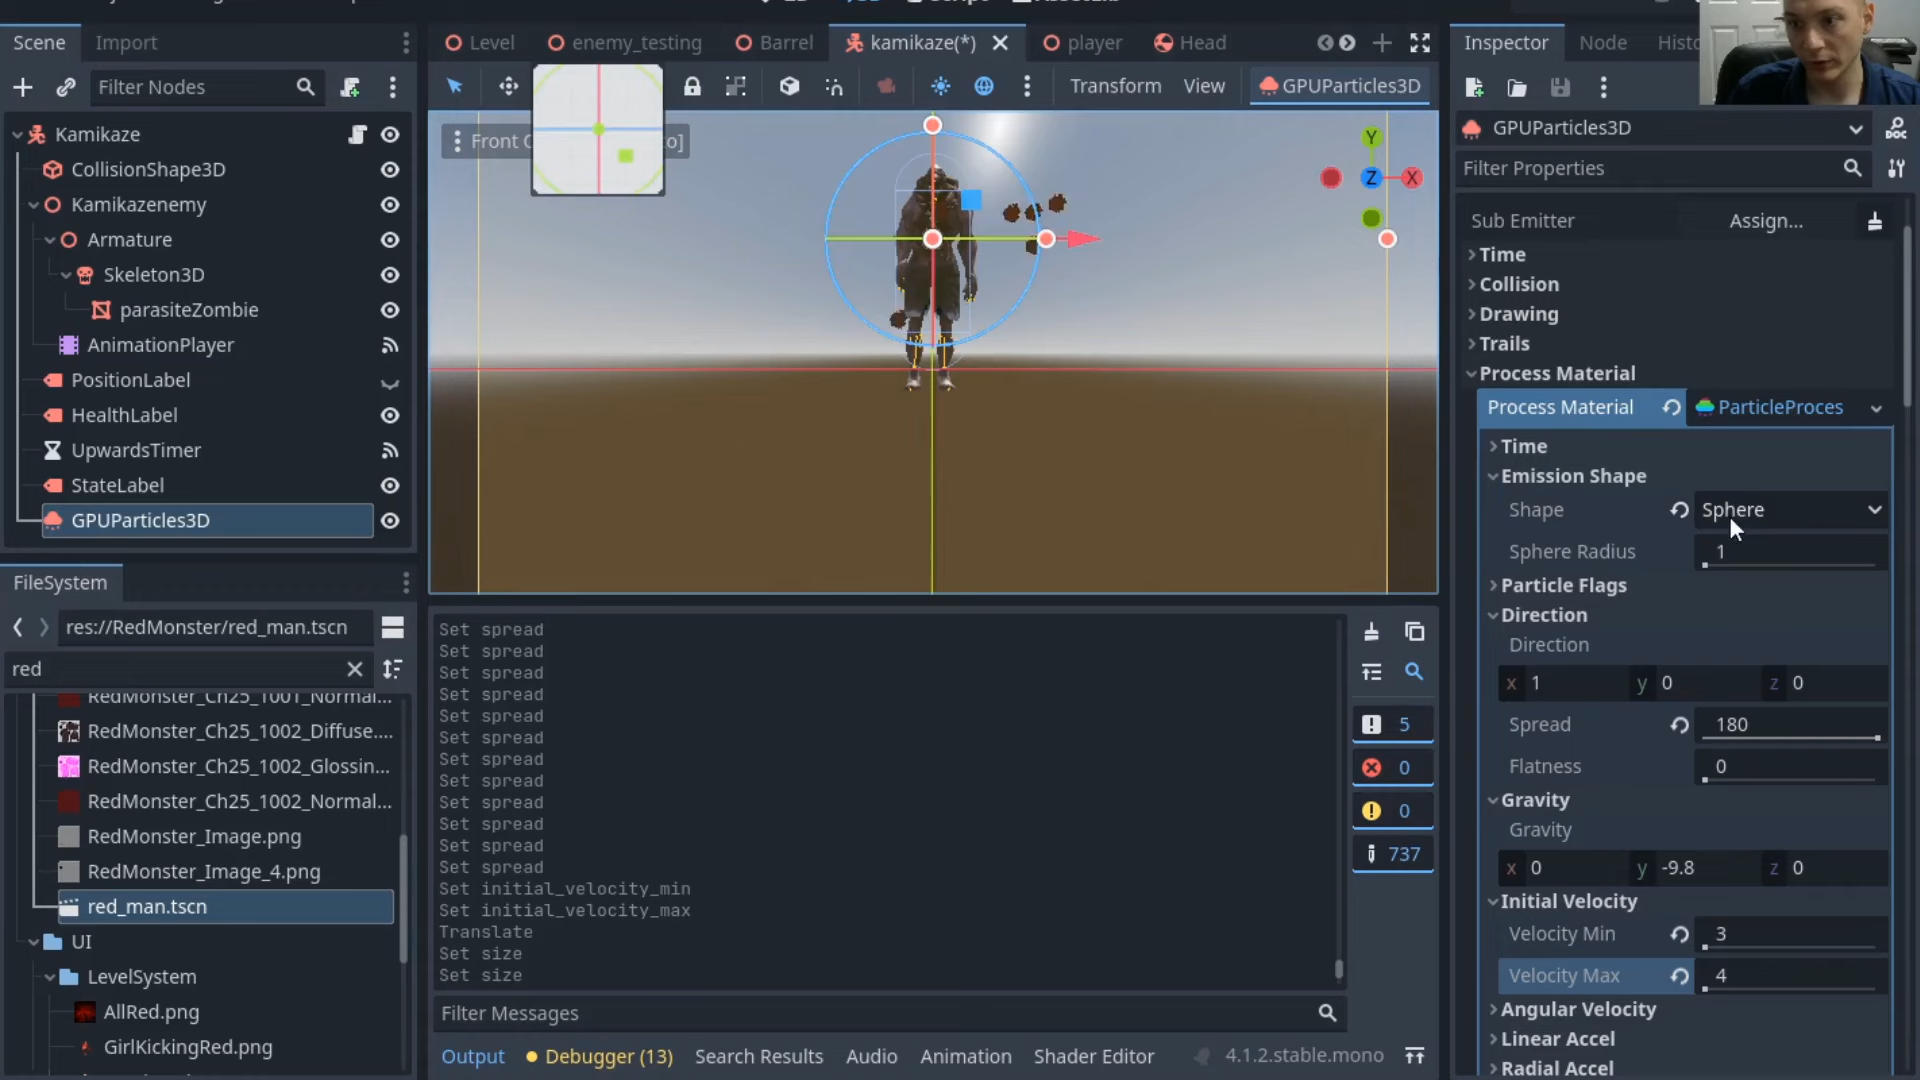 Scene
Import
Filter Nodes
Kamikaze
CollisionShape3D
Kamikazenemy
Armature
Skeleton3D
parasiteZombie
AnimationPlayer
PositionLabel
HealthLabel
UpwardsTimer
StateLabel
GPUParticles3D
FileSystem
res://RedMonster/red_man.tscn
red
RedMonster_Ch25_1001_Normal...
RedMonster_Ch25_1002_Diffuse....
RedMonster_Ch25_1002_Glossin...
RedMonster_Ch25_1002_Normal...
RedMonster_Image.png
RedMonster_Image_4.png
red_man.tscn
UI
LevelSystem
AllRed.png
GirlKickingRed.png
Level
enemy_testing
Barrel
kamikaze(*)
player
Head
Transform
View
GPUParticles3D
Front
Y
Z
X
Set spread
Set spread
Set spread
Set spread
Set spread
Set spread
Set spread
Set spread
Set spread
Set spread
Set spread
Set spread
Set initial_velocity_min
Set initial_velocity_max
Translate
Set size
Set size
5
0
0
737
Filter Messages
Output
Debugger (13)
Search Results
Audio
Animation
Shader Editor
4.1.2.stable.mono
Inspector
Node
GPUParticles3D
Filter Properties
Sub Emitter Assign...
Time
Collision
Drawing
Trails
Process Material
Process Material ParticleProces
Time
Emission Shape
Shape Sphere
Sphere Radius 1
Particle Flags
Direction
Direction
x 1 y 0 z 0
Spread 180
Flatness 0
Gravity
Gravity
x 0 y -9.8 z 0
Initial Velocity
Velocity Min 3
Velocity Max 4
Angular Velocity
Linear Accel
Radial Accel